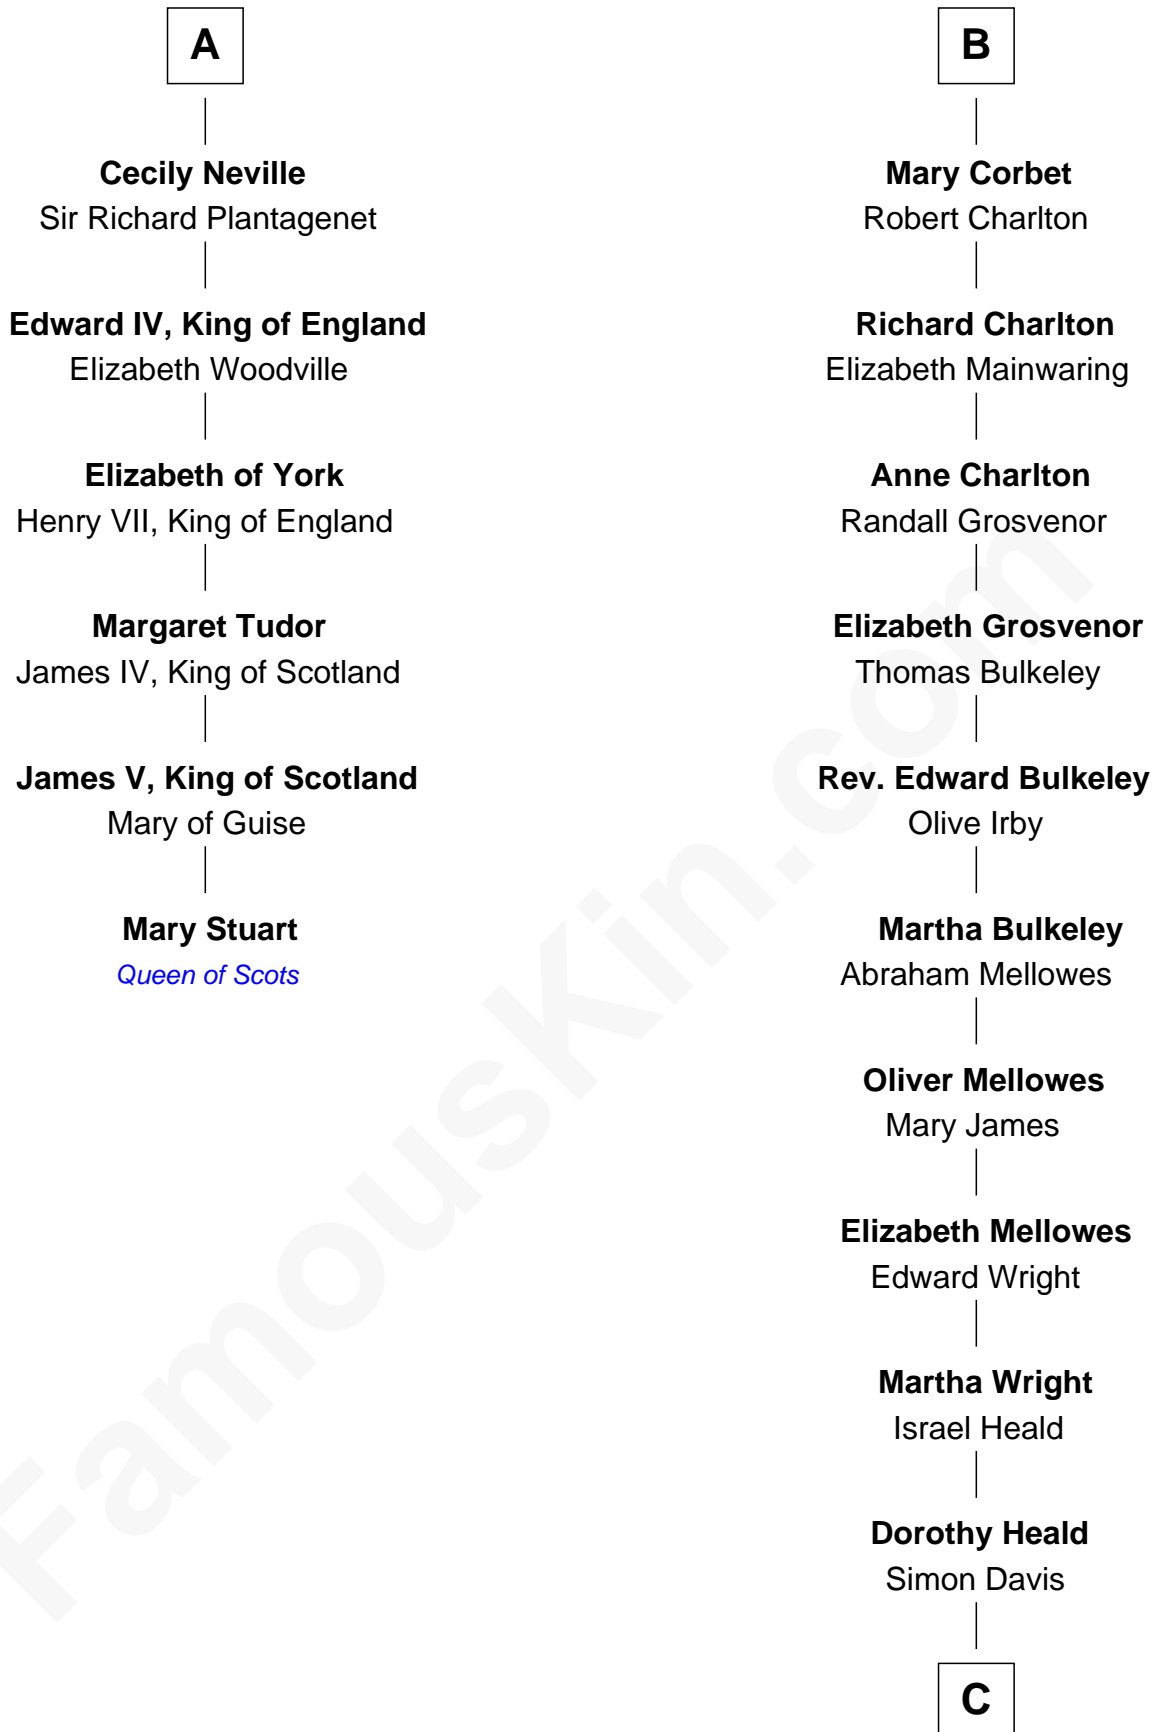 A
Cecily Neville
Sir Richard Plantagenet
Edward IV, King of England
Elizabeth Woodville
Elizabeth of York
Henry VII, King of England
Margaret Tudor
James IV, King of Scotland
James V, King of Scotland
Mary of Guise
Mary Stuart
Queen of Scots
B
Mary Corbet
Robert Charlton
Richard Charlton
Elizabeth Mainwaring
Anne Charlton
Randall Grosvenor
Elizabeth Grosvenor
Thomas Bulkeley
Rev. Edward Bulkeley
Olive Irby
Martha Bulkeley
Abraham Mellowes
Oliver Mellowes
Mary James
Elizabeth Mellowes
Edward Wright
Martha Wright
Israel Heald
Dorothy Heald
Simon Davis
C
FamousKin.com